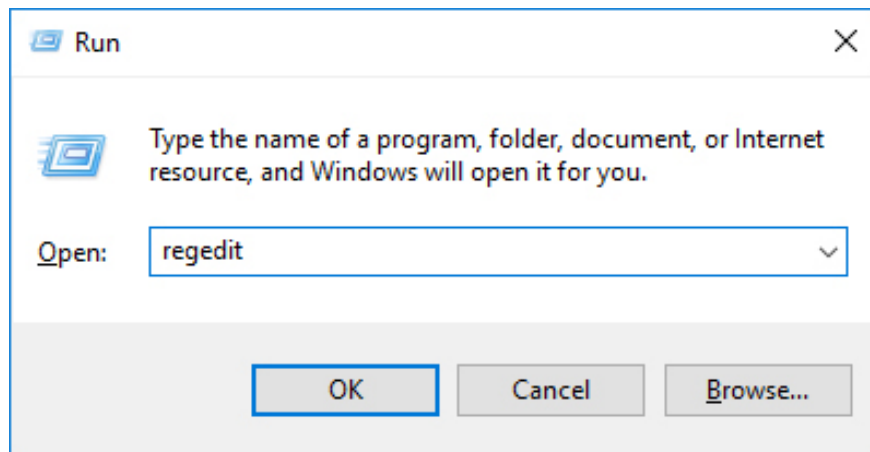 Run
Type the name of a program, folder, document, or Internet
resource, and Windows will open it for you.
Open: regedit
OK Cancel Browse...